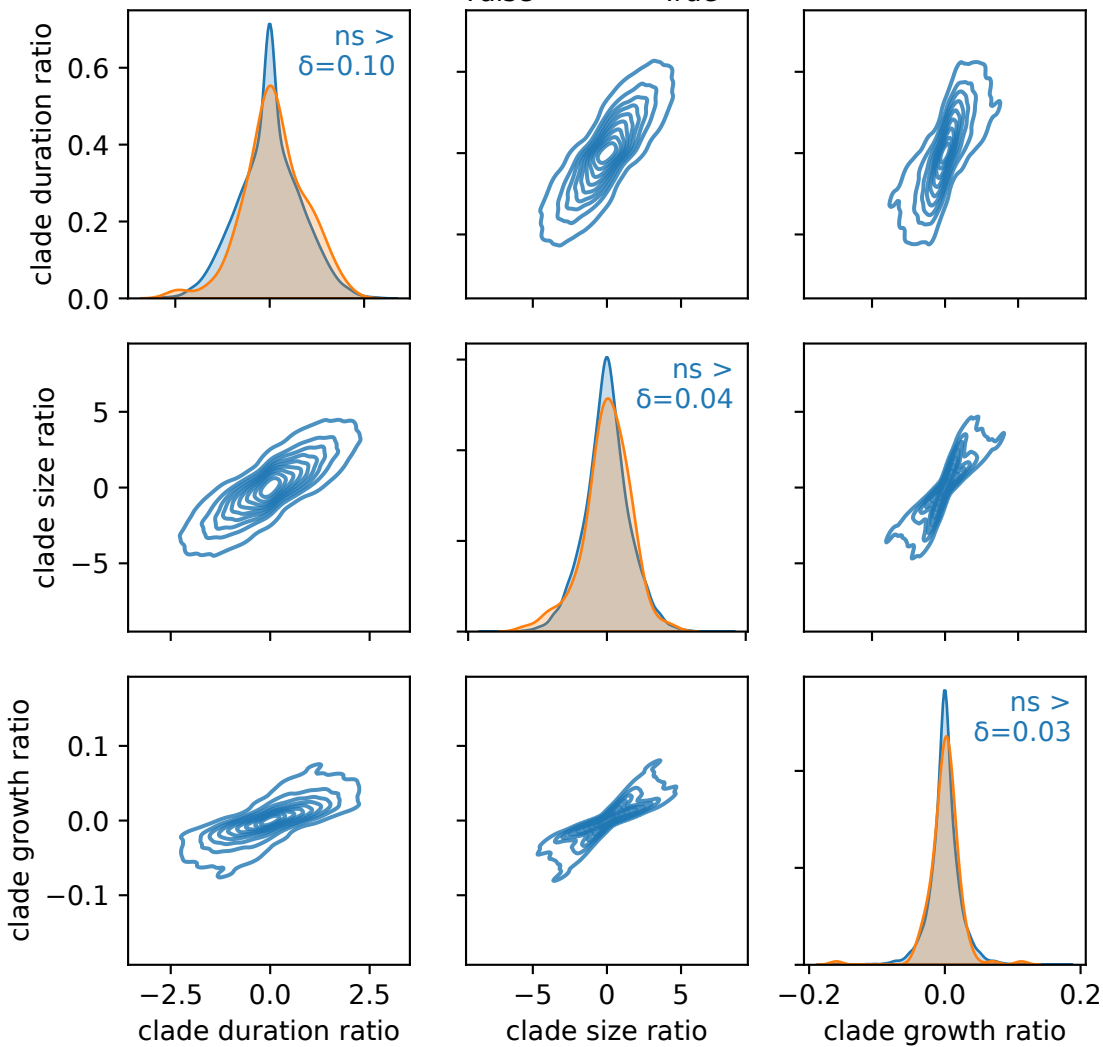 clade duration ratio
0.6
0.4
0.2
0.0
ns >
δ=0.10
clade size ratio
5
0
−5
ns >
δ=0.04
clade growth ratio
0.1
0.0
−0.1
ns >
δ=0.03
−2.5 0.0 2.5
−5 0 5
−0.2 0.0 0.2
clade duration ratio
clade size ratio
clade growth ratio